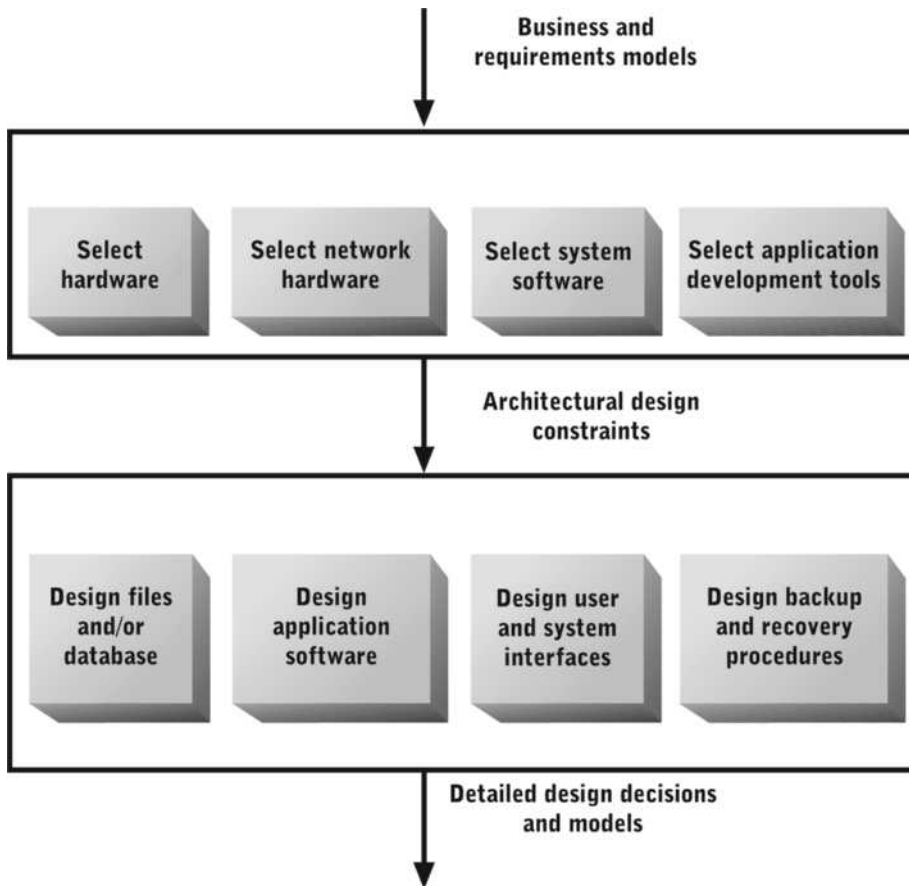 Business and
requirements models
Select
hardware
Select network
hardware
Select system
software
Select application
development tools
Architectural design
constraints
Design files
and/or
database
Design
application
software
Design user
and system
interfaces
Design backup
and recovery
procedures
Detailed design decisions
and models